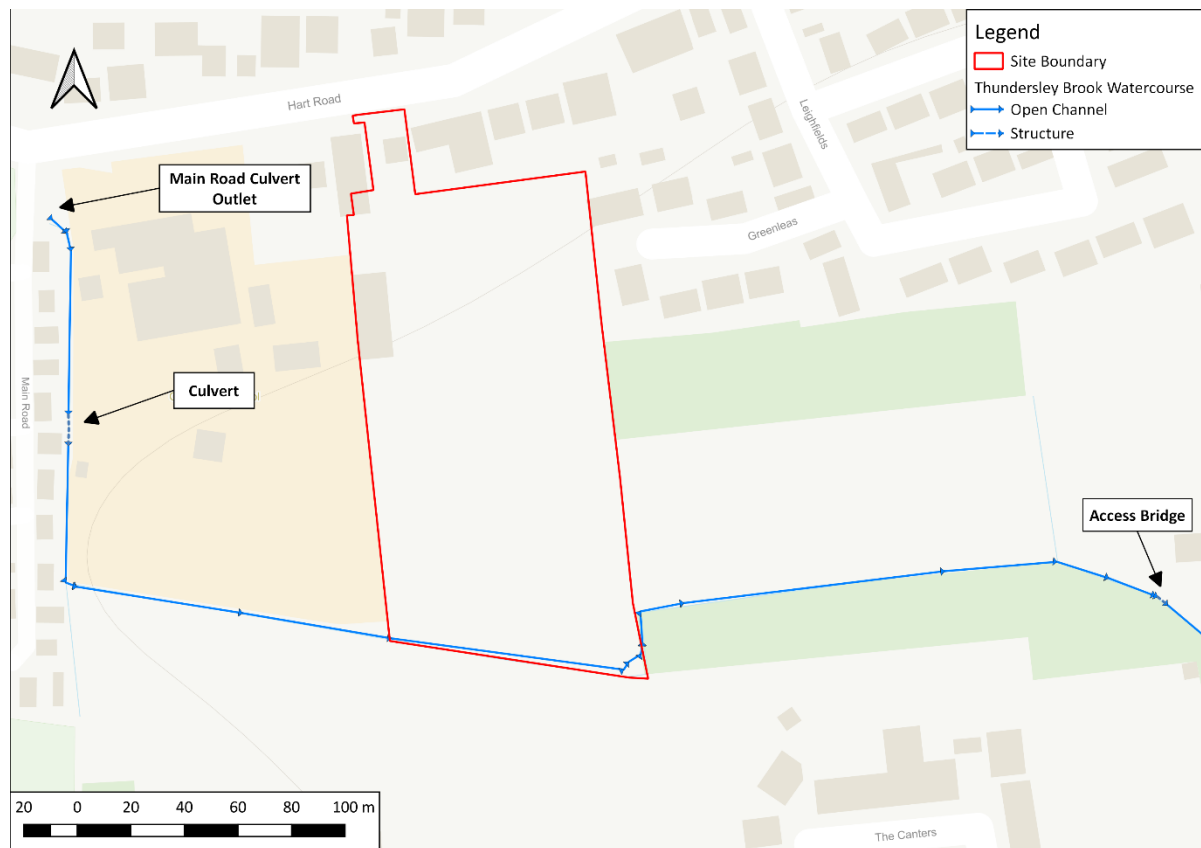 Legend
Site Boundary
Thundersley Brook Watercourse
Open Channel
Structure
Hart Road
Leighfields
Main Road Culvert
Outlet
Greenleas
Main Road
Culvert
Access Bridge
20 0 20 40 60 80 100 m
The Canters